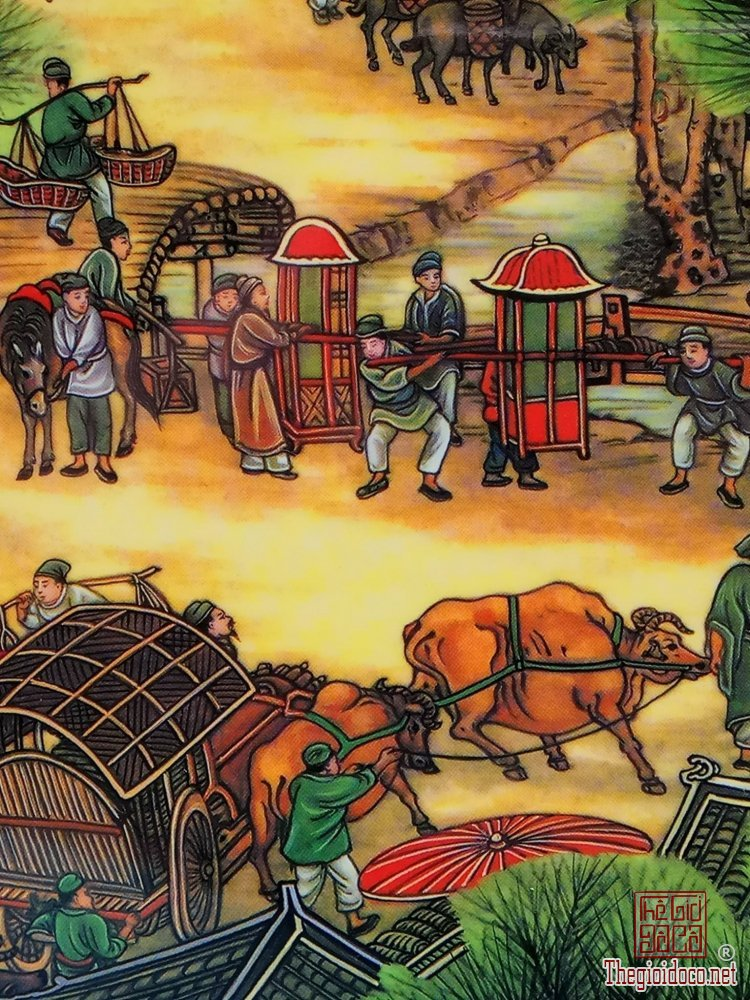 Thế Giới
Đồ Cổ
®
Thegioidoco.net